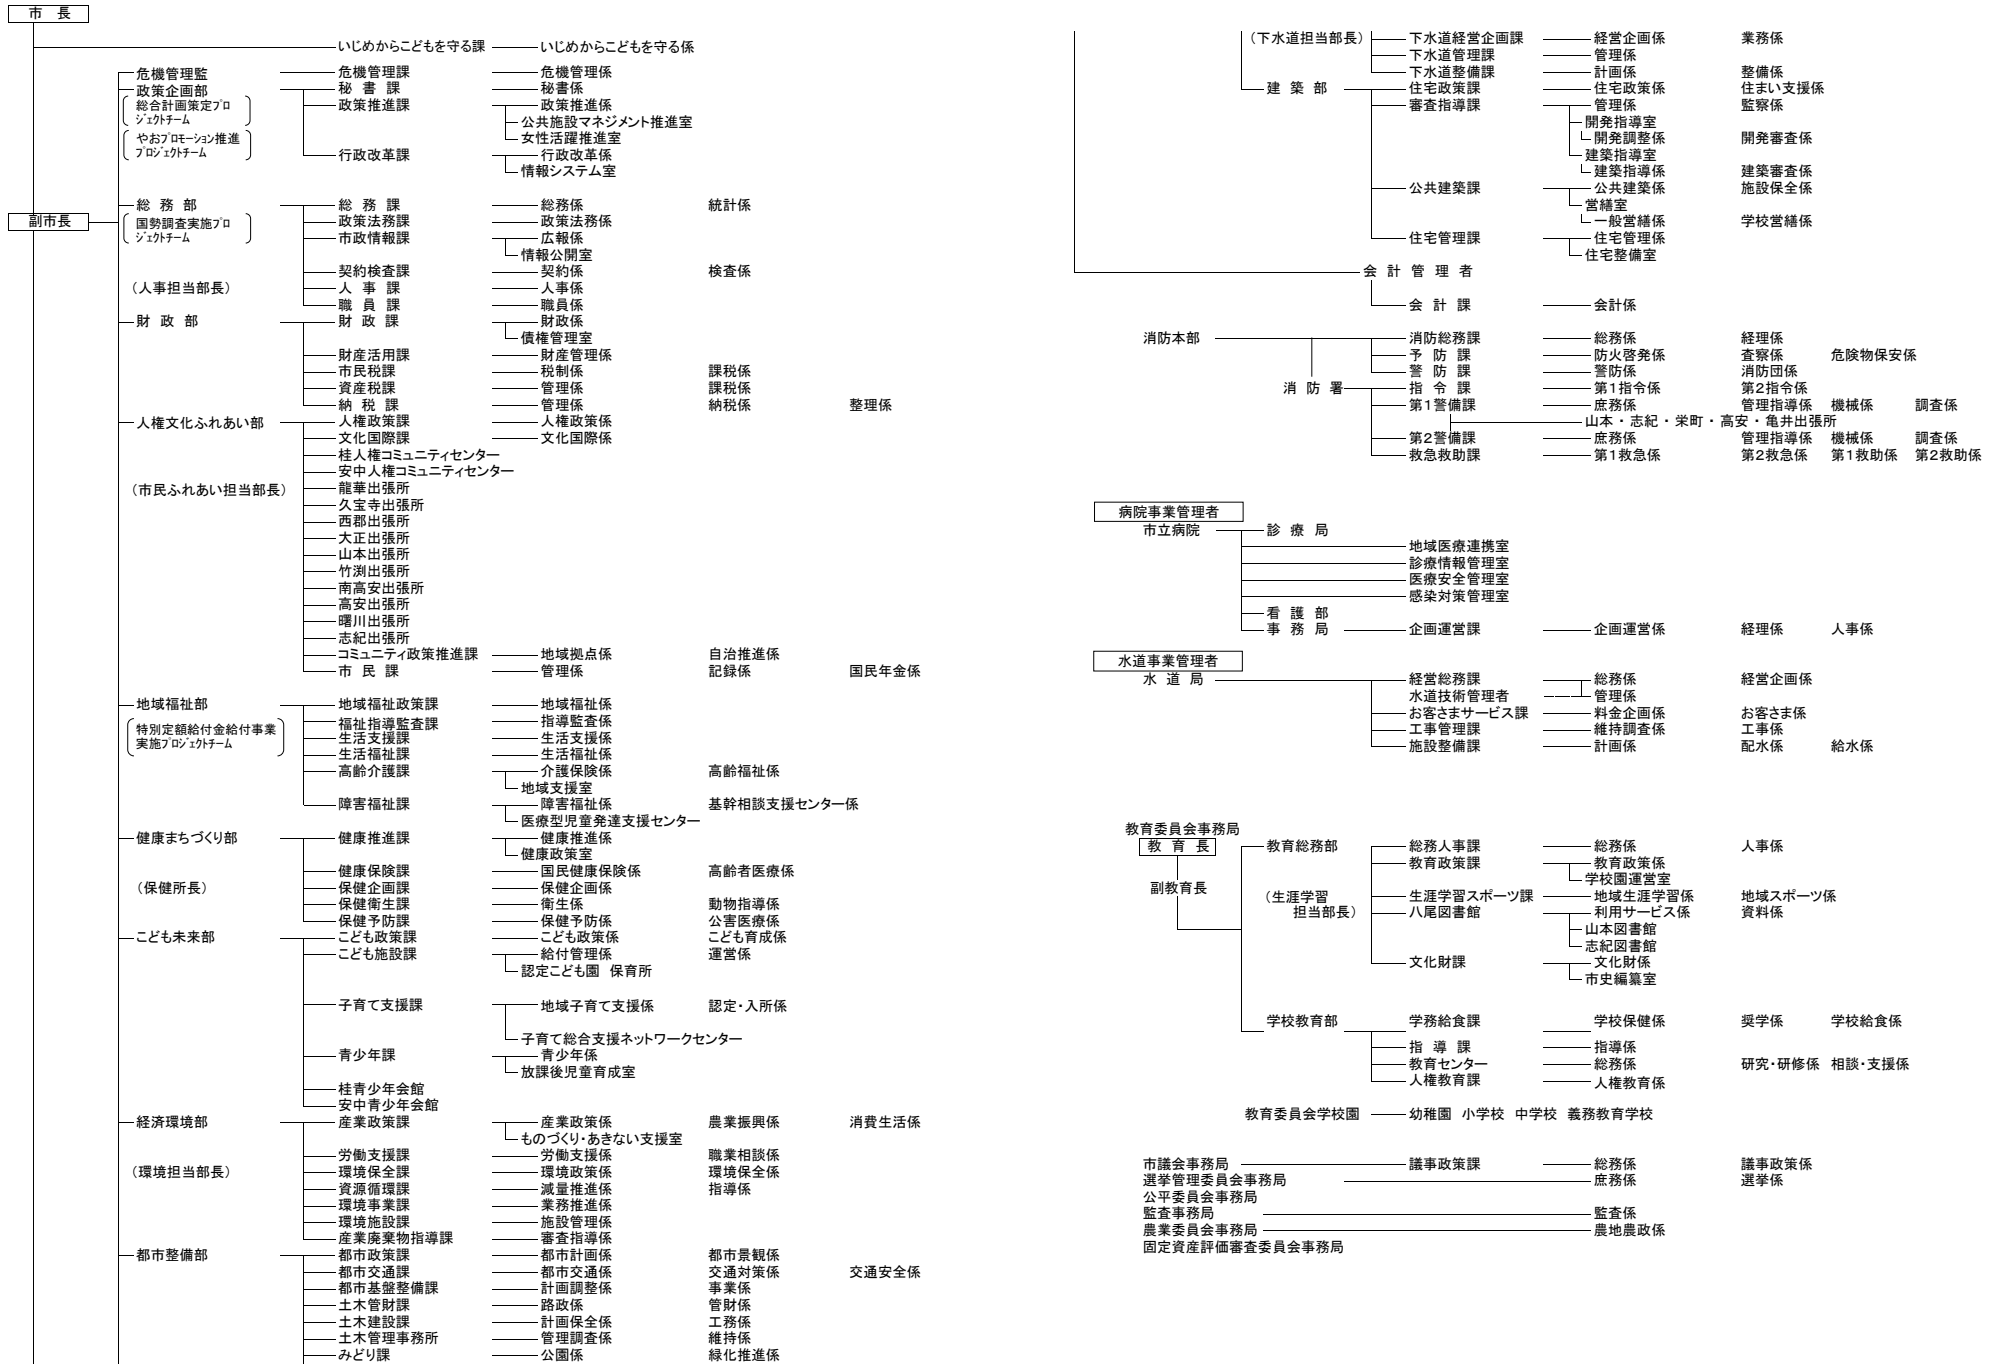 市 長
いじめからこどもを守る課 いじめからこどもを守る係
危機管理監 危機管理課 危機管理係
政策企画部 秘 書 課 秘書係
総合計画策定プロ 政策推進課 政策推進係
ジェクトチーム
公共施設マネジメント推進室
やおプロモーション推進 女性活躍推進室
プロジェクトチーム 行政改革課 行政改革係
情報システム室
総 務 部 総 務 課 総務係 統計係
副市長 国勢調査実施プロ 政策法務課 政策法務係
ジェクトチーム 市政情報課 広報係
情報公開室
契約検査課 契約係 検査係
（人事担当部長） 人 事 課 人事係
職 員 課 職員係
財 政 部 財 政 課 財政係
債権管理室
財産活用課 財産管理係
市民税課 税制係 課税係
資産税課 管理係 課税係
納 税 課 管理係 納税係 整理係
人権文化ふれあい部 人権政策課 人権政策係
文化国際課 文化国際係
桂人権コミュニティセンター
安中人権コミュニティセンター
（市民ふれあい担当部長） 龍華出張所
久宝寺出張所
西郡出張所
大正出張所
山本出張所
竹渕出張所
南高安出張所
高安出張所
曙川出張所
志紀出張所
コミュニティ政策推進課 地域拠点係 自治推進係
市 民 課 管理係 記録係 国民年金係
地域福祉部 地域福祉政策課 地域福祉係
特別定額給付金給付事業 福祉指導監査課 指導監査係
実施プロジェクトチーム 生活支援課 生活支援係
生活福祉課 生活福祉係
高齢介護課 介護保険係 高齢福祉係
地域支援室
障害福祉課 障害福祉係 基幹相談支援センター係
医療型児童発達支援センター
健康まちづくり部 健康推進課 健康推進係
健康政策室
健康保険課 国民健康保険係 高齢者医療係
（保健所長） 保健企画課 保健企画係
保健衛生課 衛生係 動物指導係
保健予防課 保健予防係 公害医療係
こども未来部 こども政策課 こども政策係 こども育成係
こども施設課 給付管理係 運営係
認定こども園 保育所
子育て支援課 地域子育て支援係 認定・入所係
子育て総合支援ネットワークセンター
青少年課 青少年係
放課後児童育成室
桂青少年会館
安中青少年会館
経済環境部 産業政策課 産業政策係 農業振興係 消費生活係
ものづくり・あきない支援室
労働支援課 労働支援係 職業相談係
（環境担当部長） 環境保全課 環境政策係 環境保全係
資源循環課 減量推進係 指導係
環境事業課 業務推進係
環境施設課 施設管理係
産業廃棄物指導課 審査指導係
都市整備部 都市政策課 都市計画係 都市景観係
都市交通課 都市交通係 交通対策係 交通安全係
都市基盤整備課 計画調整係 事業係
土木管財課 路政係 管財係
土木建設課 計画保全係 工務係
土木管理事務所 管理調査係 維持係
みどり課 公園係 緑化推進係
（下水道担当部長） 下水道経営企画課 経営企画係 業務係
下水道管理課 管理係
下水道整備課 計画係 整備係
建 築 部 住宅政策課 住宅政策係 住まい支援係
審査指導課 管理係 監察係
開発指導室
開発調整係 開発審査係
建築指導室
建築指導係 建築審査係
公共建築課 公共建築係 施設保全係
営繕室
一般営繕係 学校営繕係
住宅管理課 住宅管理係
住宅整備室
会 計 管 理 者
会 計 課 会計係
消防本部 消防総務課 総務係 経理係
予 防 課 防火啓発係 査察係 危険物保安係
警 防 課 警防係 消防団係
消 防 署 指 令 課 第1指令係 第2指令係
第1警備課 庶務係 管理指導係 機械係 調査係
山本・志紀・栄町・高安・亀井出張所
第2警備課 庶務係 管理指導係 機械係 調査係
救急救助課 第1救急係 第2救急係 第1救助係 第2救助係
病院事業管理者
市立病院 診 療 局
地域医療連携室
診療情報管理室
医療安全管理室
感染対策管理室
看 護 部
事 務 局 企画運営課 企画運営係 経理係 人事係
水道事業管理者
水 道 局 経営総務課 総務係 経営企画係
水道技術管理者 管理係
お客さまサービス課 料金企画係 お客さま係
工事管理課 維持調査係 工事係
施設整備課 計画係 配水係 給水係
教育委員会事務局
教 育 長 教育総務部 総務人事課 総務係 人事係
教育政策課 教育政策係
学校園運営室
副教育長 （生涯学習 生涯学習スポーツ課 地域生涯学習係 地域スポーツ係
担当部長） 八尾図書館 利用サービス係 資料係
山本図書館
志紀図書館
文化財課 文化財係
市史編纂室
学校教育部 学務給食課 学校保健係 奨学係 学校給食係
指 導 課 指導係
教育センター 総務係 研究・研修係 相談・支援係
人権教育課 人権教育係
教育委員会学校園 幼稚園 小学校 中学校 義務教育学校
市議会事務局 議事政策課 総務係 議事政策係
選挙管理委員会事務局 庶務係 選挙係
公平委員会事務局
監査事務局 監査係
農業委員会事務局 農地農政係
固定資産評価審査委員会事務局